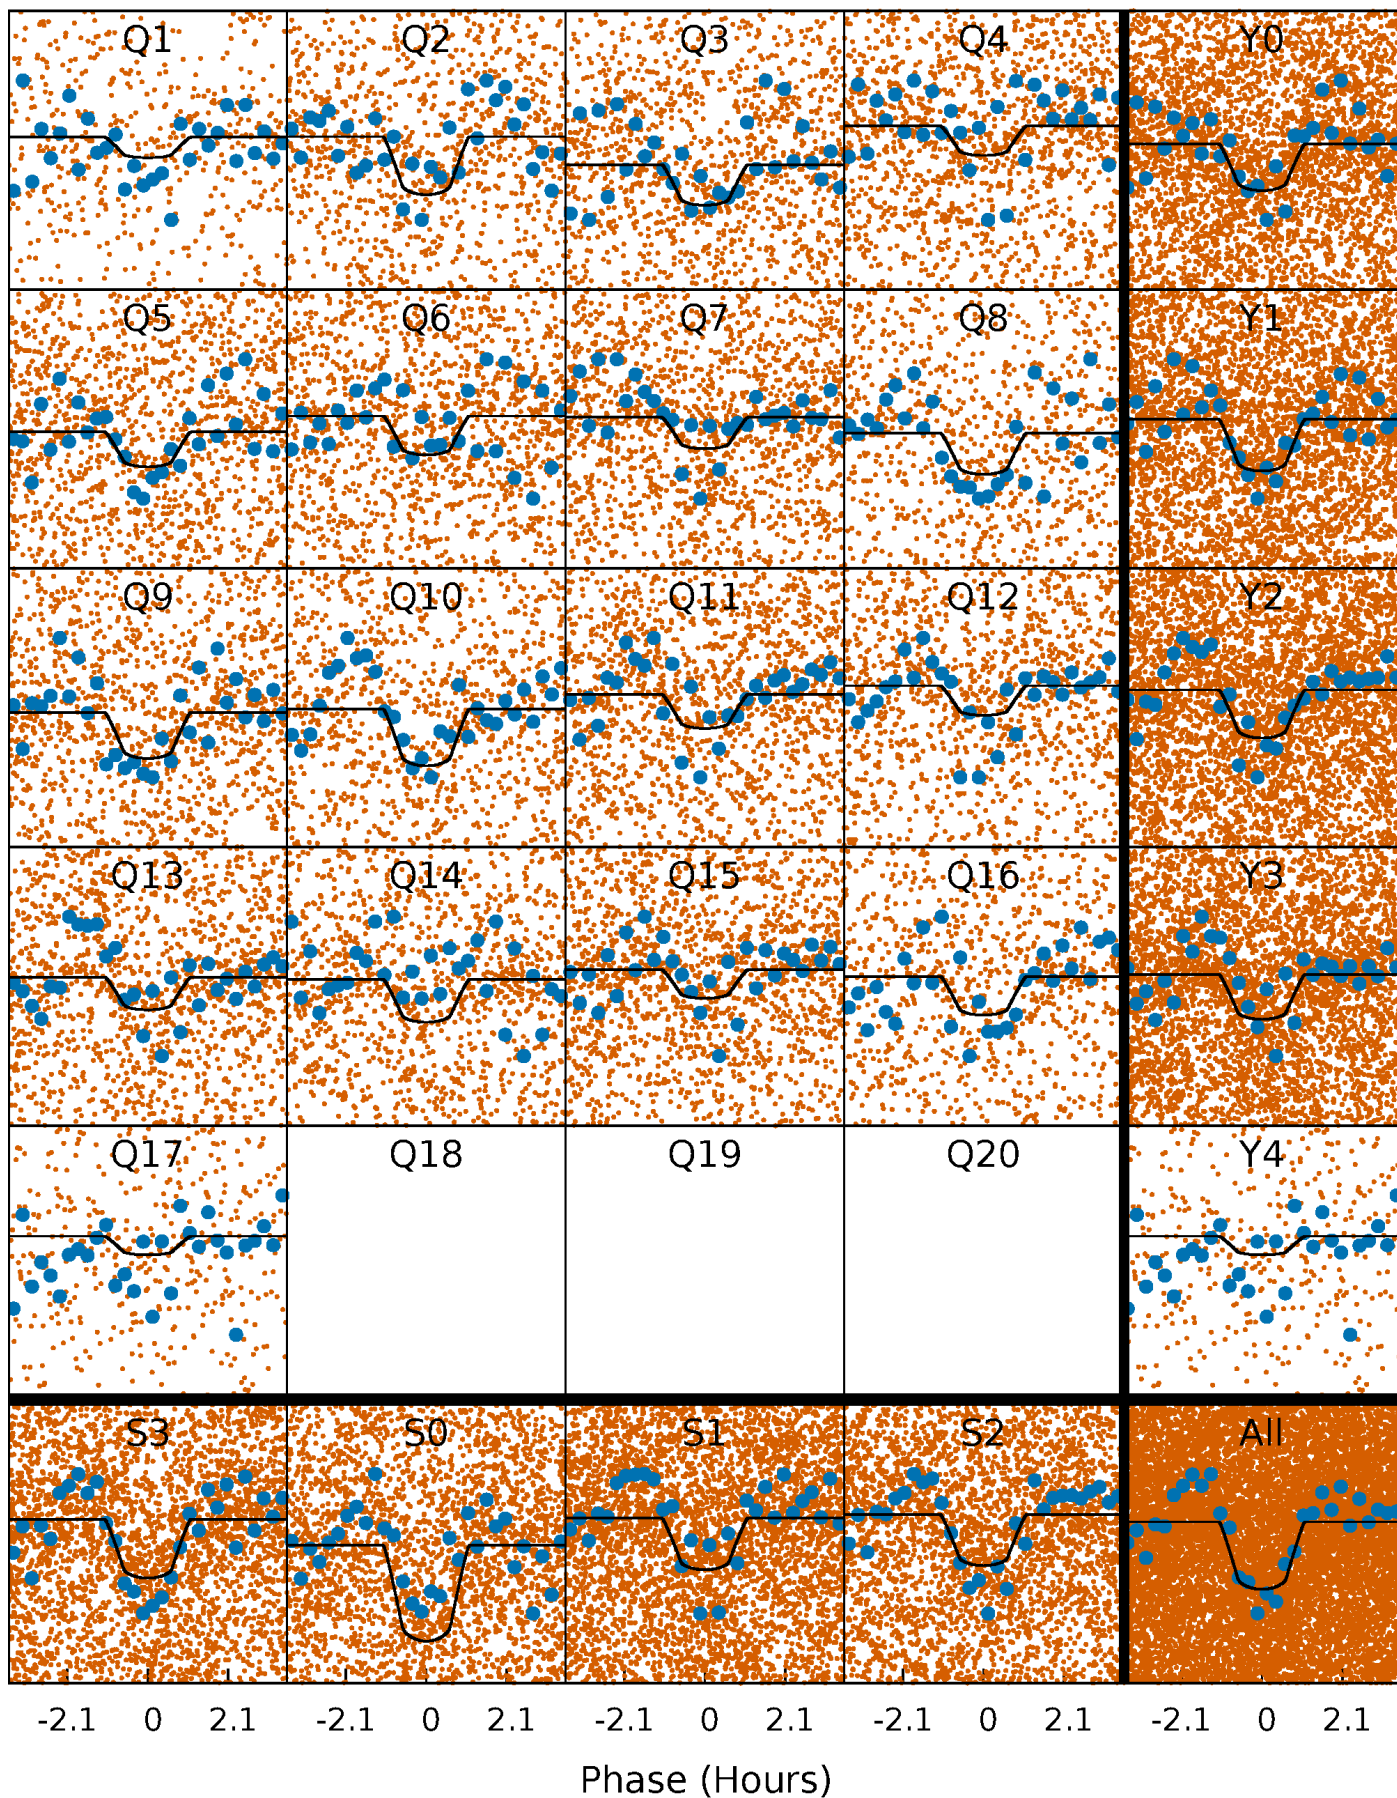 Q1 Q2 Q3 Q4 Y0
Q5 Q6 Q7 Q8 Y1
Q9 Q10 Q11 Q12 Y2
Q13 Q14 Q15 Q16 Y3
Q17 Q18 Q19 Q20 Y4
S3 S0 S1 S2 All
-2.1 0 2.1 -2.1 0 2.1 -2.1 0 2.1 -2.1 0 2.1 -2.1 0 2.1
Phase (Hours)